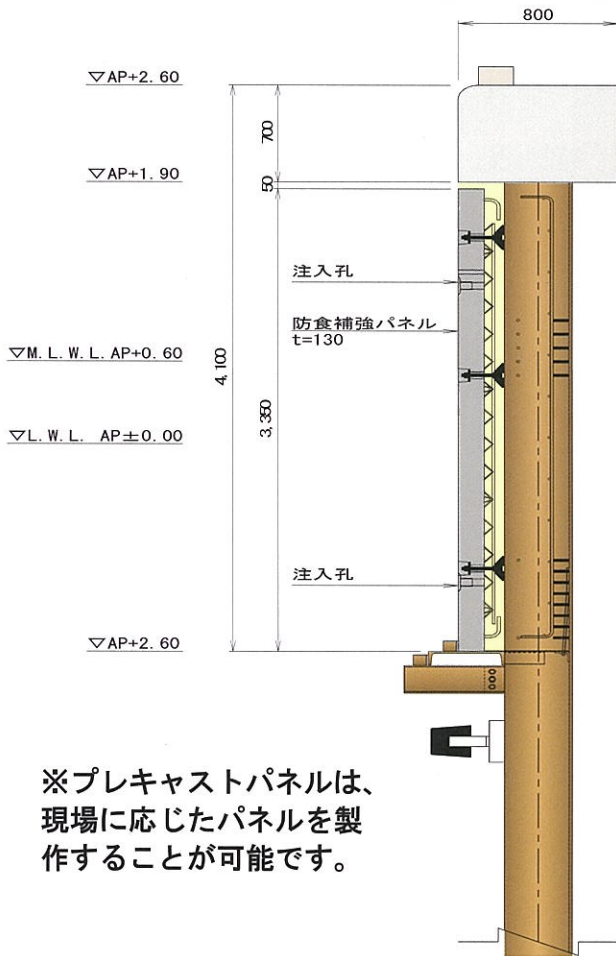 800
▽AP+2.60
700
▽AP+1.90
50
注入孔
防食補強パネル
t=130
▽M.L.W.L.AP+0.60
4,100
3,350
▽L.W.L. AP±0.00
注入孔
▽AP+2.60
※プレキャストパネルは、
現場に応じたパネルを製
作することが可能です。